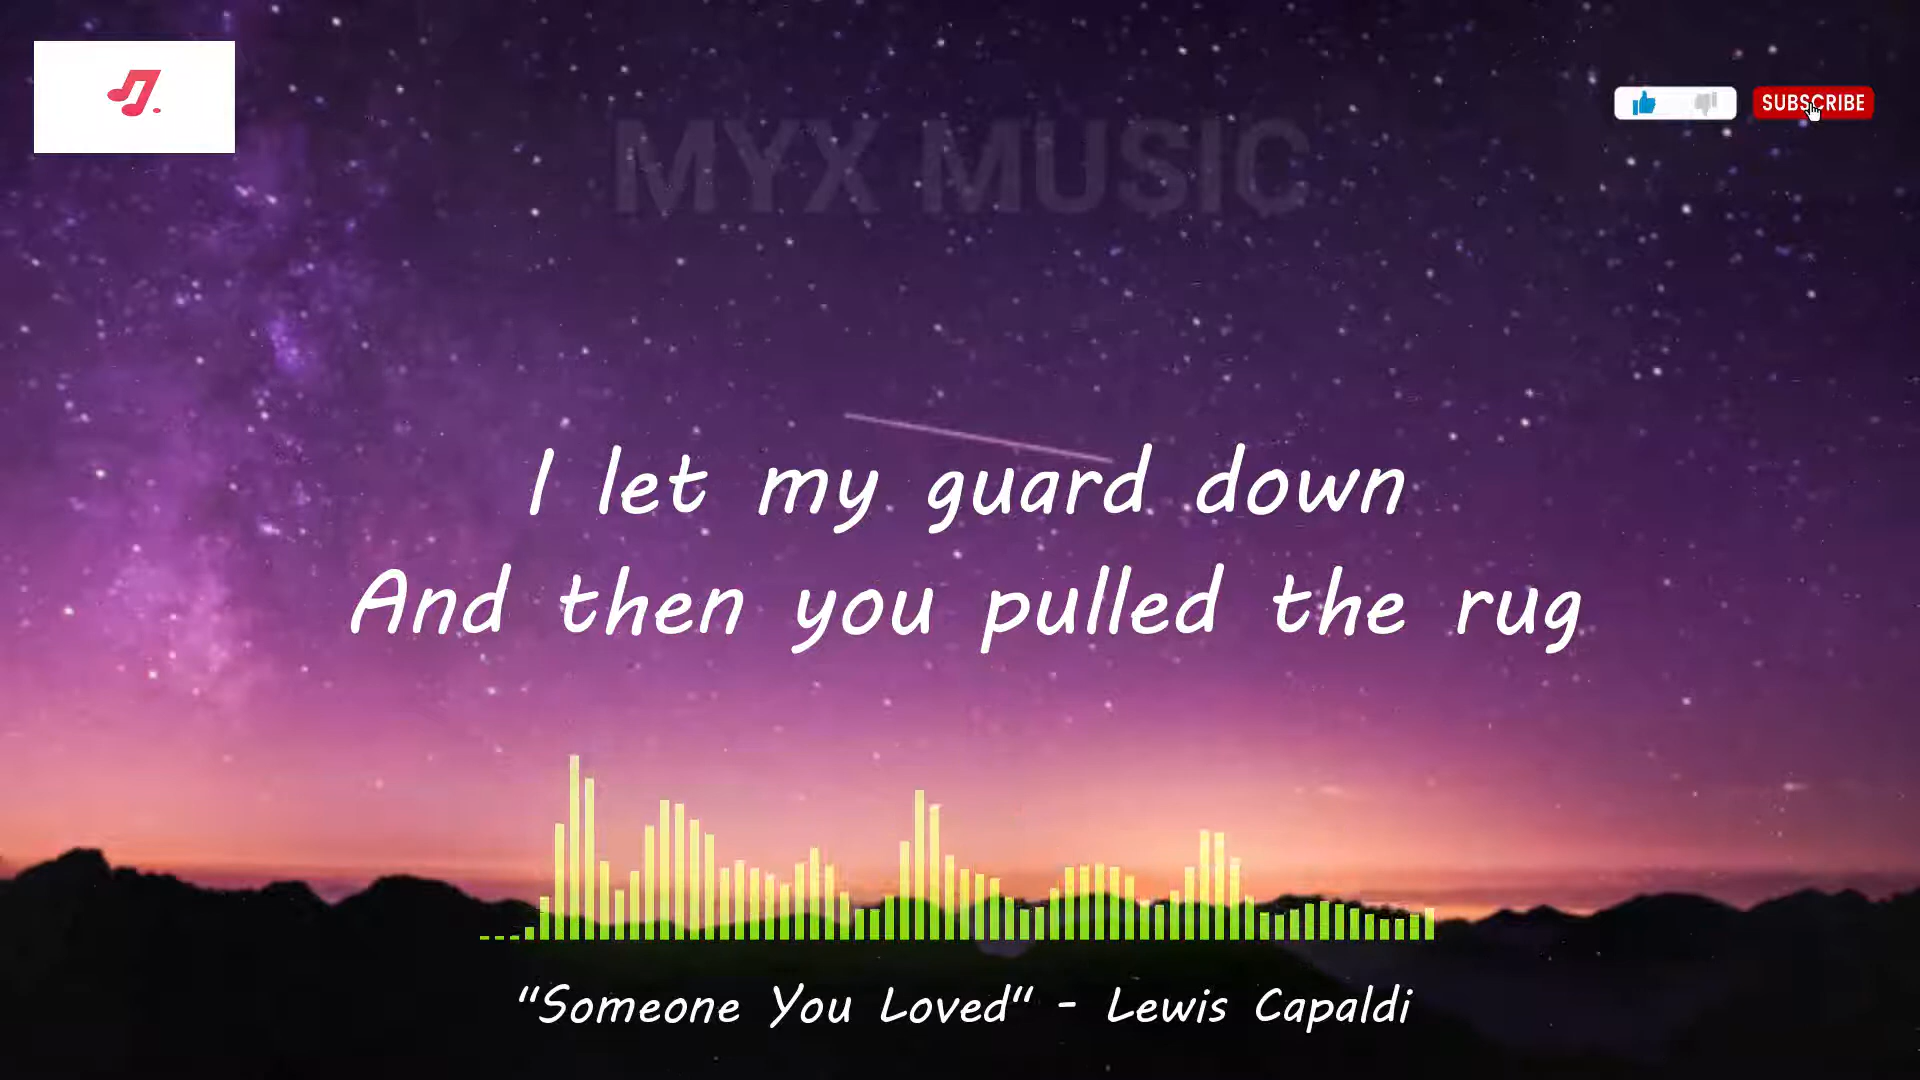 MYX MUSIC
SUBSCRIBE
I let my guard down
And then you pulled the rug
"Someone You Loved" - Lewis Capaldi